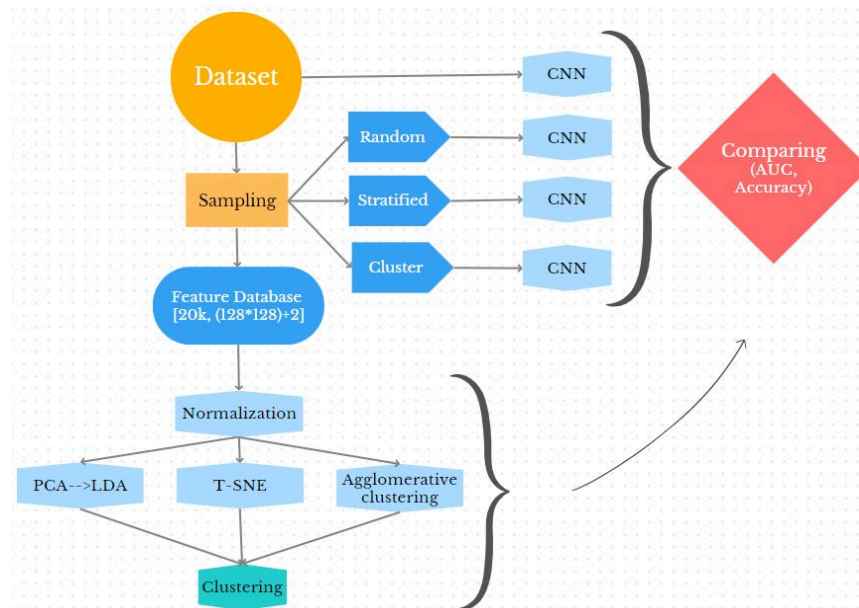 Dataset
CNN
Random
CNN
Comparing
(AUC,
Accuracy)
Sampling
Stratified
CNN
Cluster
CNN
Feature Database
[20k, (128*128)+2]
Normalization
PCA-->LDA
T-SNE
Agglomerative
clustering
Clustering